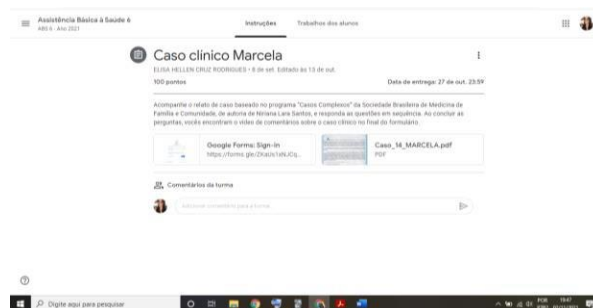 Assistência Básica à Saúde 6
ABS 6 - Ano 2021
Instruções
Trabalhos dos alunos
Caso clínico Marcela
ELISA HELLEN CRUZ RODRIGUES • 8 de set. Editado às 13 de out.
100 pontos
Data de entrega: 27 de out. 23:59
Acompanhe o relato de caso baseado no programa "Casos Complexos" da Sociedade Brasileira de Medicina de
Família e Comunidade, de autoria de Niriana Lara Santos, e responda as questões em sequência. Ao concluir as
perguntas, vocês encontram o vídeo de comentários sobre o caso clínico no final do formulário.
Google Forms: Sign-in
Caso_14_MARCELA.pdf
PDF
Comentários da turma
Adicionar comentário para a turma
Digite aqui para pesquisar
POR